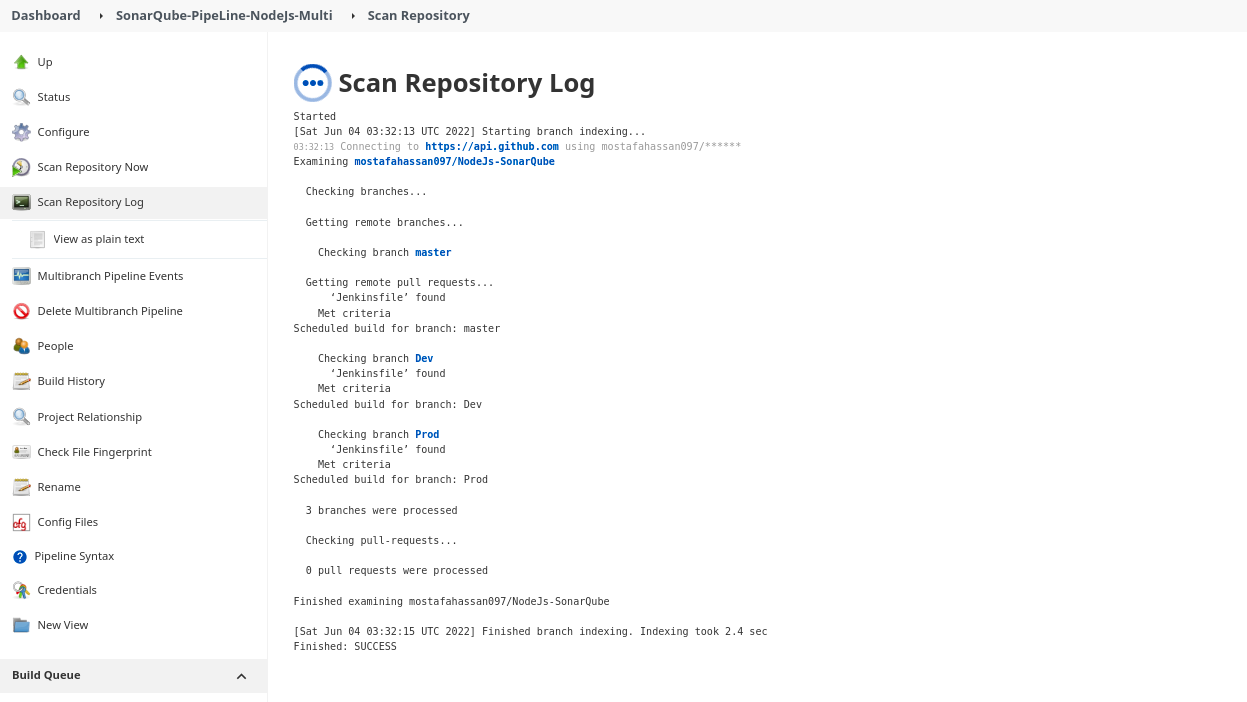 Dashboard SonarQube-PipeLine-NodeJs-Multi Scan Repository
Up
Status
Configure
Scan Repository Now
Scan Repository Log
View as plain text
Multibranch Pipeline Events
Delete Multibranch Pipeline
People
Build History
Project Relationship
Check File Fingerprint
Rename
Config Files
Pipeline Syntax
Credentials
New View
Build Queue
Scan Repository Log
Started
[Sat Jun 04 03:32:13 UTC 2022] Starting branch indexing...
03:32:13 Connecting to https://api.github.com using mostafahassan097/******
Examining mostafahassan097/NodeJs-SonarQube
Checking branches...
Getting remote branches...
Checking branch master
Getting remote pull requests...
‘Jenkinsfile’ found
Met criteria
Scheduled build for branch: master
Checking branch Dev
‘Jenkinsfile’ found
Met criteria
Scheduled build for branch: Dev
Checking branch Prod
‘Jenkinsfile’ found
Met criteria
Scheduled build for branch: Prod
3 branches were processed
Checking pull-requests...
0 pull requests were processed
Finished examining mostafahassan097/NodeJs-SonarQube
[Sat Jun 04 03:32:15 UTC 2022] Finished branch indexing. Indexing took 2.4 sec
Finished: SUCCESS